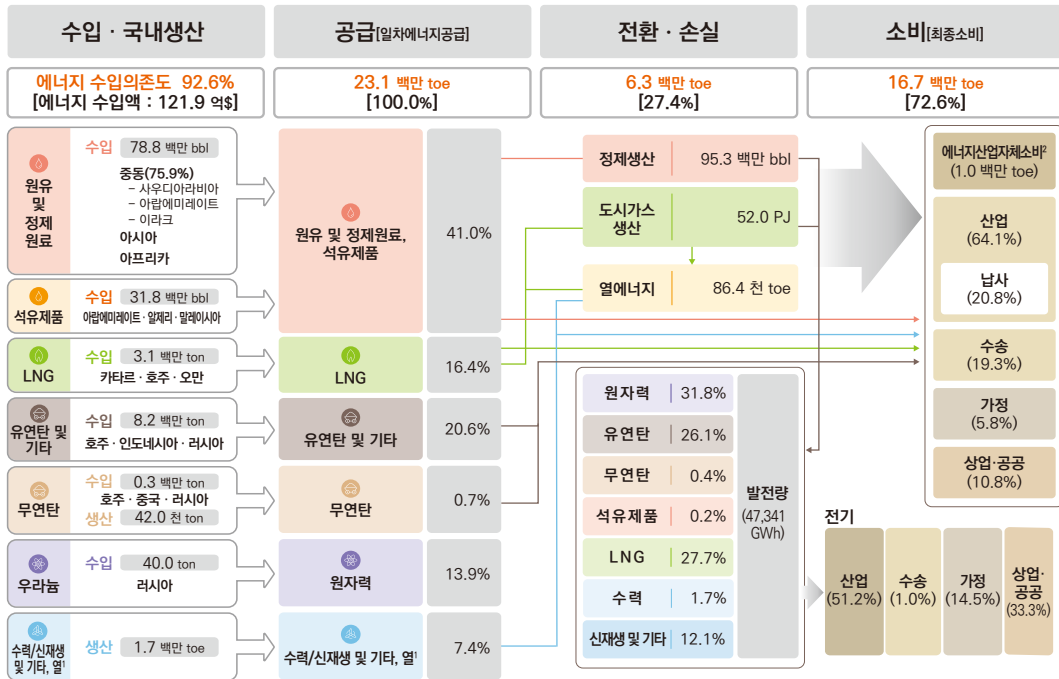 수입 · 국내생산
공급[일차에너지공급]
전환 · 손실
소비[최종소비]
에너지 수입의존도 92.6%
[에너지 수입액 : 121.9 억$]
23.1 백만 toe
[100.0%]
6.3 백만 toe
[27.4%]
16.7 백만 toe
[72.6%]
원유
및
정제
원료
수입 78.8 백만 bbl
중동(75.9%)
– 사우디아라비아
– 아랍에미레이트
– 이라크
아시아
아프리카
석유제품
수입 31.8 백만 bbl
아랍에미레이트 · 알제리 · 말레이시아
LNG
수입 3.1 백만 ton
카타르 · 호주 · 오만
유연탄 및
기타
수입 8.2 백만 ton
호주 · 인도네시아 · 러시아
무연탄
수입 0.3 백만 ton
호주 · 중국 · 러시아
생산 42.0 천 ton
우라늄
수입 40.0 ton
러시아
수력/신재생
및 기타, 열¹
생산 1.7 백만 toe
원유 및 정제원료,
석유제품
41.0%
LNG
16.4%
유연탄 및 기타
20.6%
무연탄
0.7%
원자력
13.9%
수력/신재생 및 기타, 열¹
7.4%
정제생산 95.3 백만 bbl
도시가스
생산
52.0 PJ
열에너지 86.4 천 toe
원자력 31.8%
유연탄 26.1%
무연탄 0.4%
석유제품 0.2%
LNG 27.7%
수력 1.7%
신재생 및 기타 12.1%
발전량
(47,341
GWh)
에너지산업자체소비²
(1.0 백만 toe)
산업
(64.1%)
납사
(20.8%)
수송
(19.3%)
가정
(5.8%)
상업·공공
(10.8%)
전기
산업
(51.2%)
수송
(1.0%)
가정
(14.5%)
상업·
공공
(33.3%)